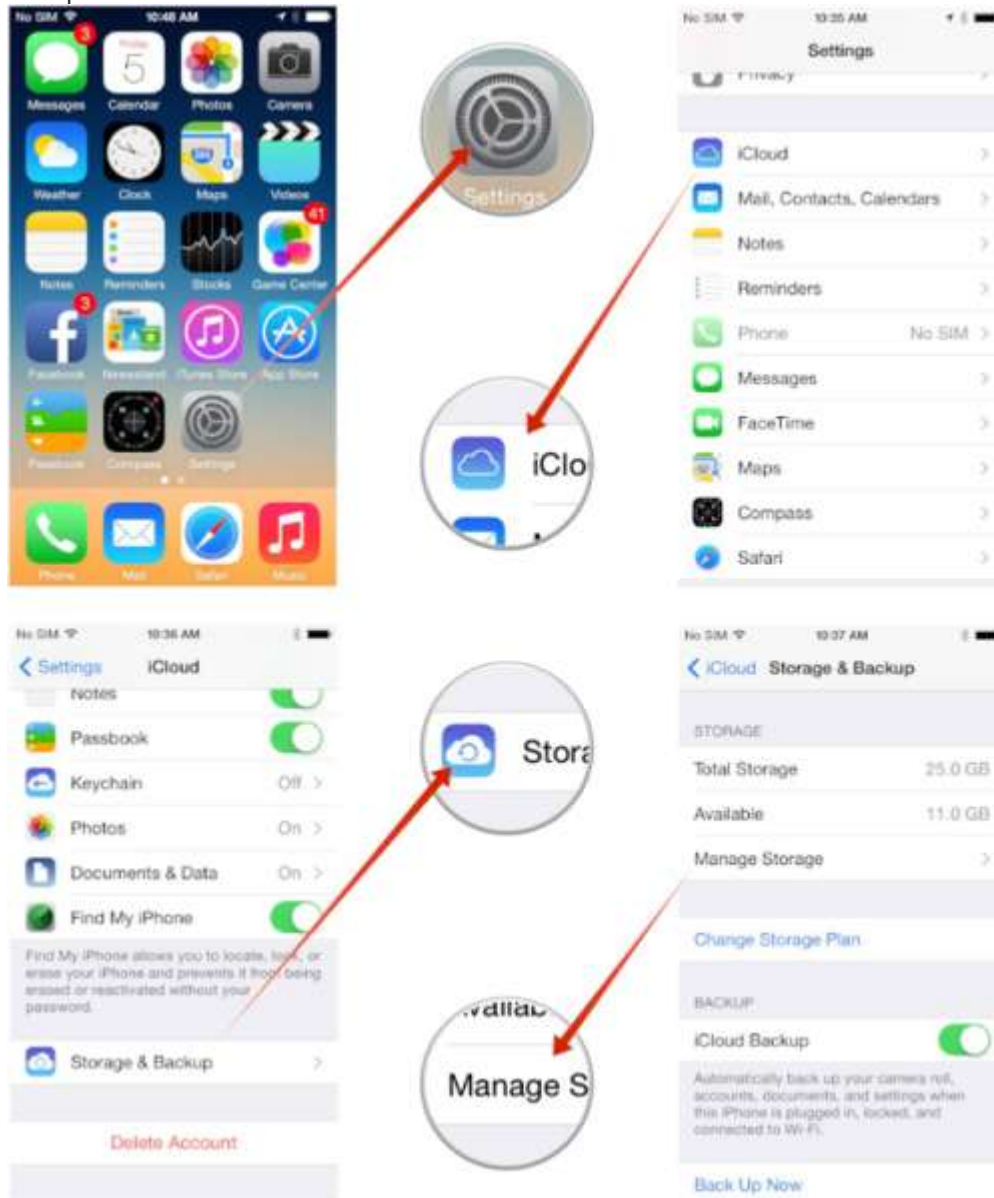 No SIM 10:48 AM
3
Friday
5
Messages Calendar Photos Camera
Weather Clock Maps Videos
41
Notes Reminders Stocks Game Center
3
Facebook Newsstand iTunes Store App Store
Passbook Compass Settings
Phone Mail Safari Music
Settings
iClo
No SIM 10:35 AM
Settings
Privacy
iCloud
Mail, Contacts, Calendars
Notes
Reminders
Phone No SIM
Messages
FaceTime
Maps
Compass
Safari
No SIM 10:36 AM
Settings iCloud
Notes
Passbook
Keychain Off
Photos On
Documents & Data On
Find My iPhone
Find My iPhone allows you to locate, lock, or
erase your iPhone and prevents it from being
erased or reactivated without your
password.
Storage & Backup
Delete Account
Stora
Manage S
No SIM 10:37 AM
iCloud Storage & Backup
STORAGE
Total Storage 25.0 GB
Available 11.0 GB
Manage Storage
Change Storage Plan
BACKUP
iCloud Backup
Automatically back up your camera roll,
accounts, documents, and settings when
this iPhone is plugged in, locked, and
connected to Wi-Fi.
Back Up Now